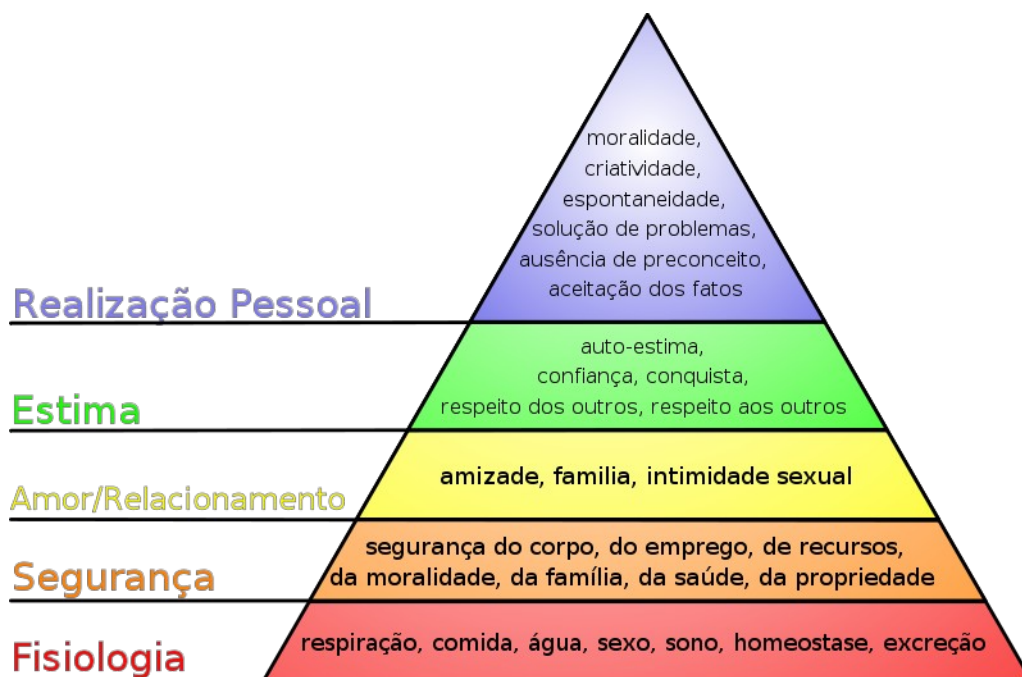 moralidade,
criatividade,
espontaneidade,
solução de problemas,
ausência de preconceito,
aceitação dos fatos
Realização Pessoal
auto-estima,
confiança, conquista,
respeito dos outros, respeito aos outros
Estima
amizade, familia, intimidade sexual
Amor/Relacionamento
segurança do corpo, do emprego, de recursos,
da moralidade, da família, da saúde, da propriedade
Segurança
respiração, comida, água, sexo, sono, homeostase, excreção
Fisiologia